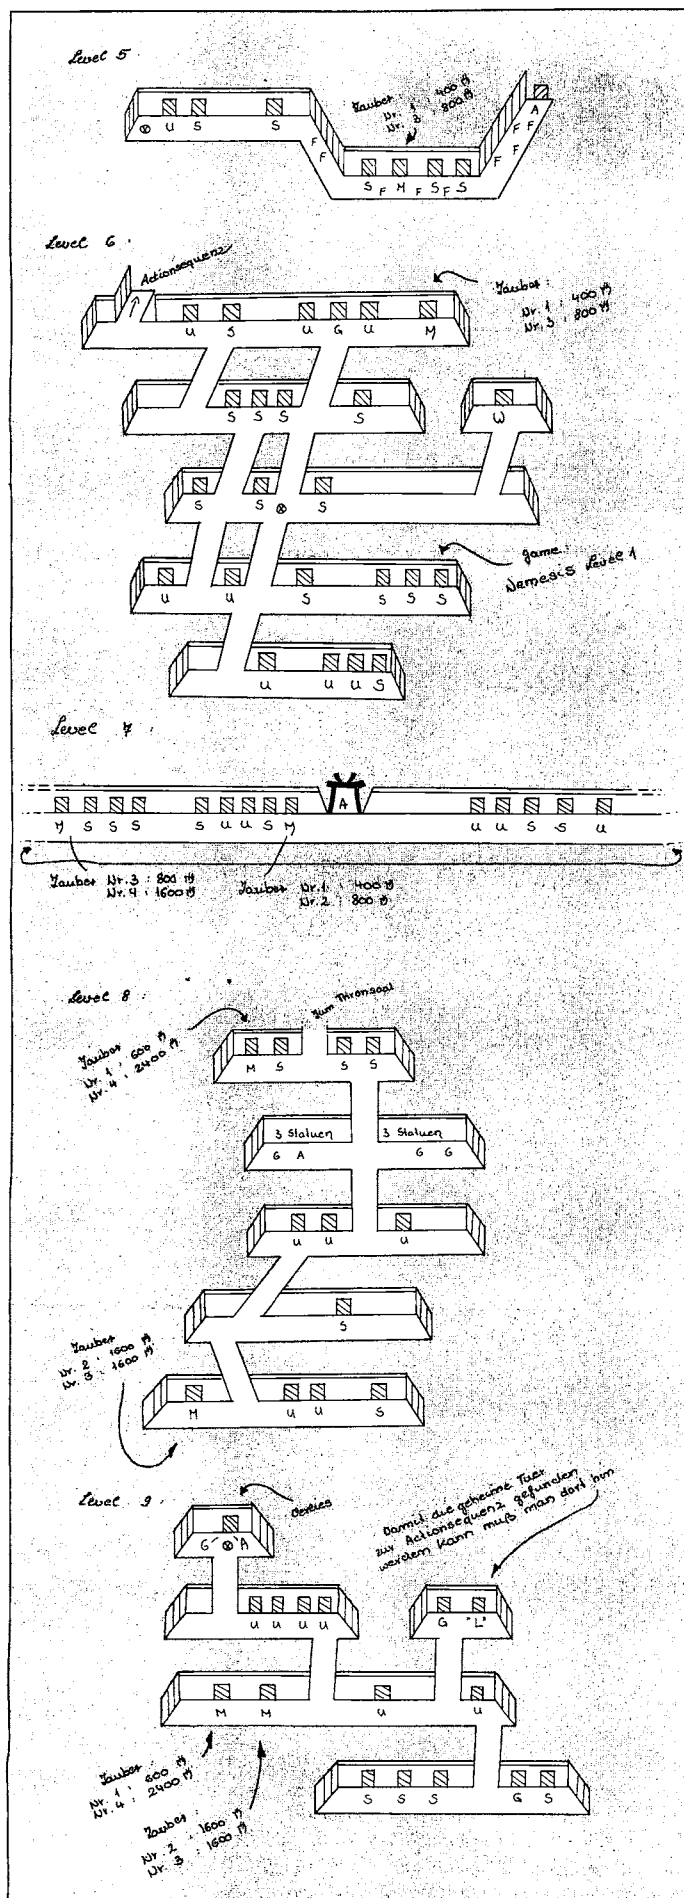 Level 5
Zauber
Nr. 1 : 400
Nr. 3 : 800
U S S
F
F
S F M F S F S
F F F F A
Level 6 :
Actionsequenz
Zauber :
Nr. 1 : 400
Nr. 3 : 800
U S U G U M
S S S S
W
S S S
Game :
Nemesis Level 1
U U S S S S
U U U S
Level 7 :
A
M S S S S U U S M U U S S U
Zauber Nr. 3 : 800
Nr. 4 : 1600
Zauber Nr. 1 : 400
Nr. 2 : 800
Level 8 :
Zum Thronsaal
Zauber
Nr. 1 : 600
Nr. 4 : 2400
M S S S
3 Statuen 3 Statuen
G A G G
U U U
S
Zauber
Nr. 2 : 1600
Nr. 3 : 1600
M U U S
Level 9 :
Verlies
Damit die geheime Tuer
zur Actionsequenz gefunden
werden kann muß man dort hin
G A
U U U U
G "L"
M M U U
Zauber :
Nr. 1 : 600
Nr. 4 : 2400
S S S G S
Zauber :
Nr. 2 : 1600
Nr. 3 : 1600